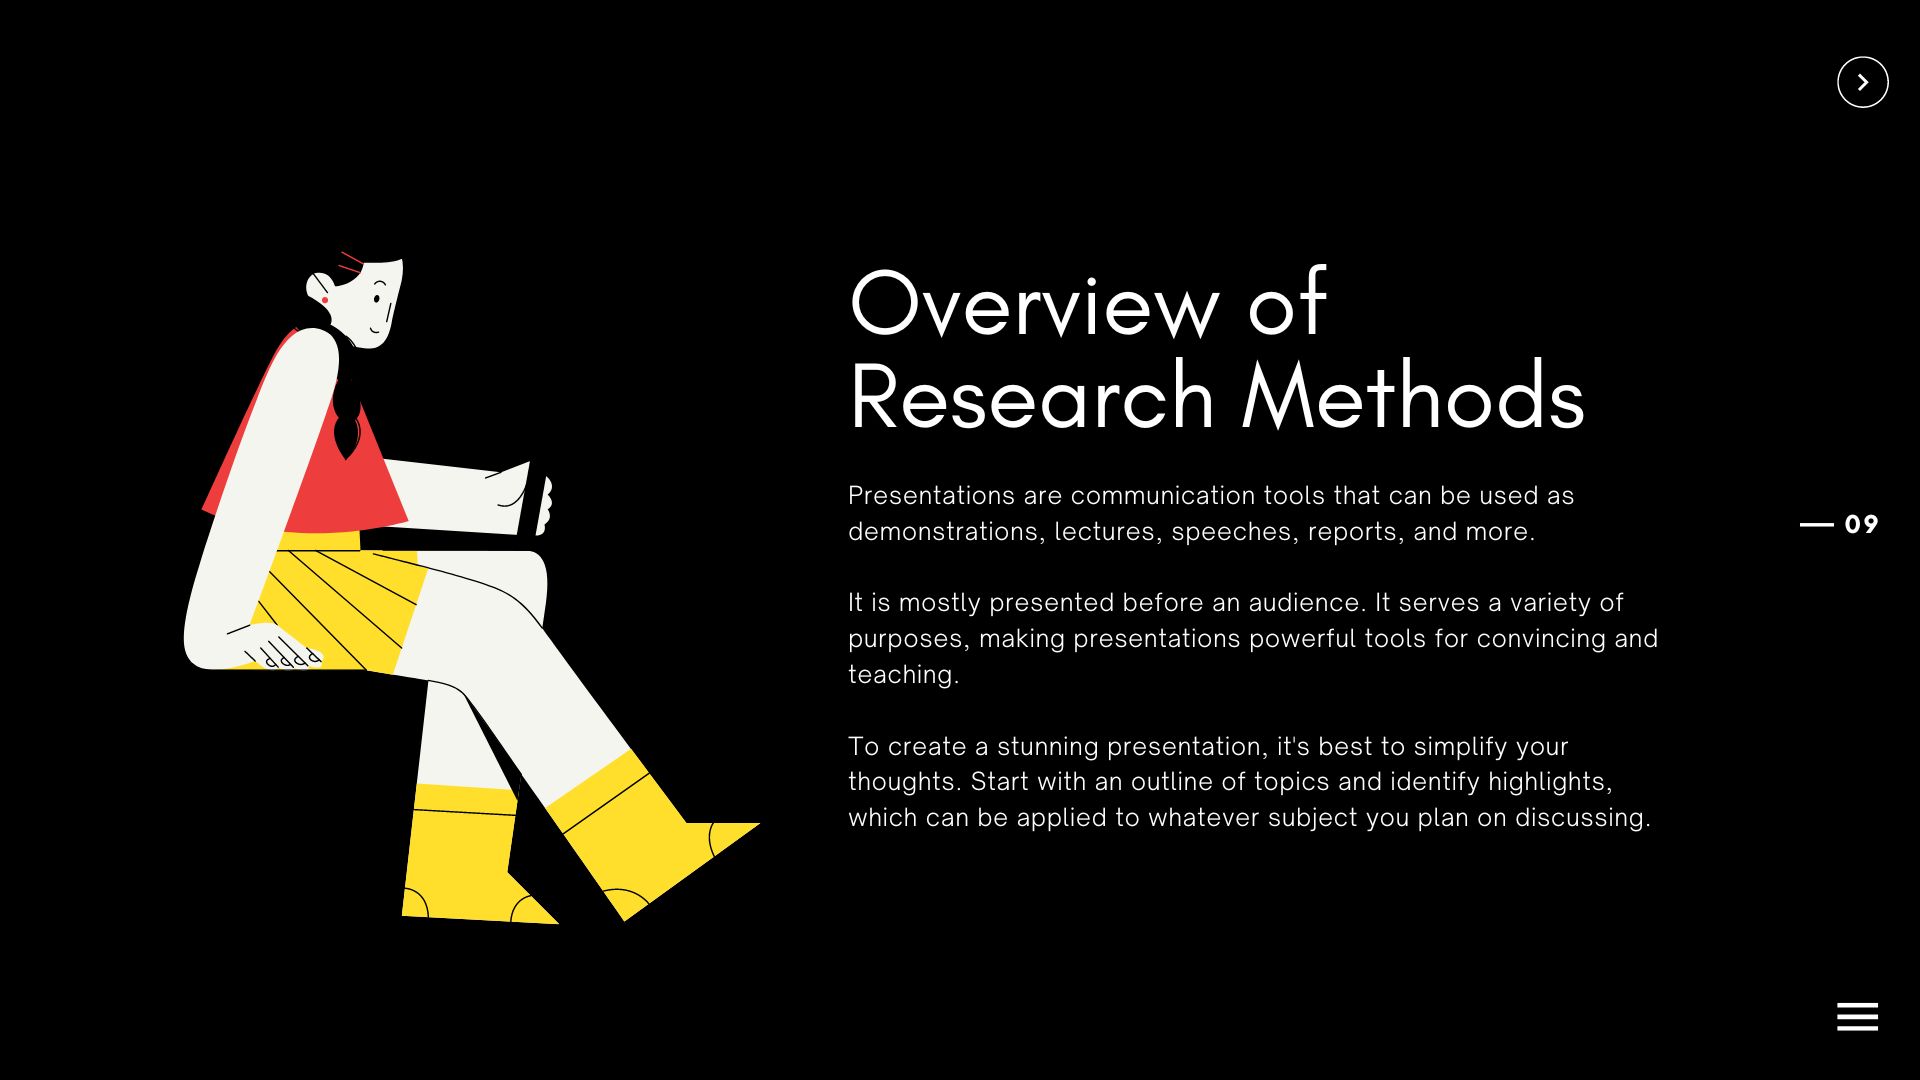 Overview of
Research Methods
Presentations are communication tools that can be used as
demonstrations, lectures, speeches, reports, and more.
It is mostly presented before an audience. It serves a variety of
purposes, making presentations powerful tools for convincing and
teaching.
To create a stunning presentation, it's best to simplify your
thoughts. Start with an outline of topics and identify highlights,
which can be applied to whatever subject you plan on discussing.
— 09